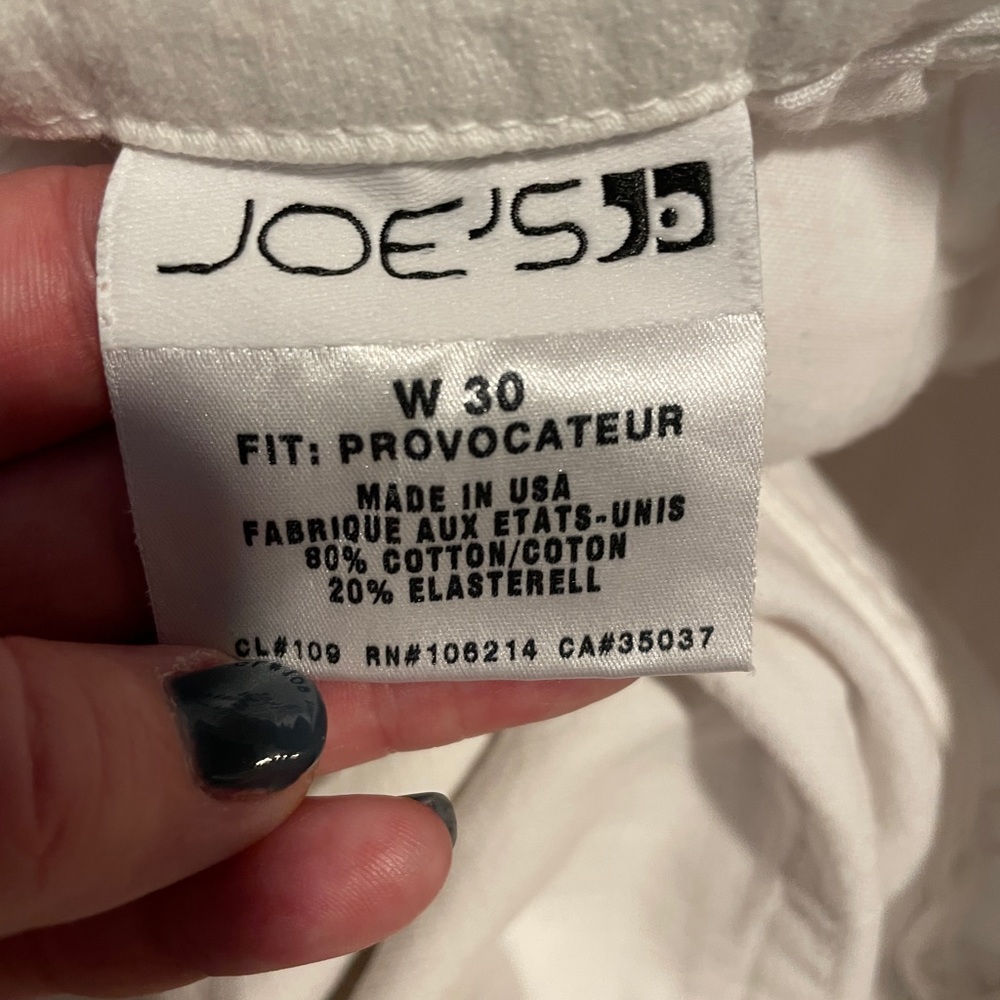 JOE'S
W 30
FIT: PROVOCATEUR
MADE IN USA
FABRIQUE AUX ETATS-UNIS
80% COTTON/COTON
20% ELASTERELL
CL#109 RN#106214 CA#35037